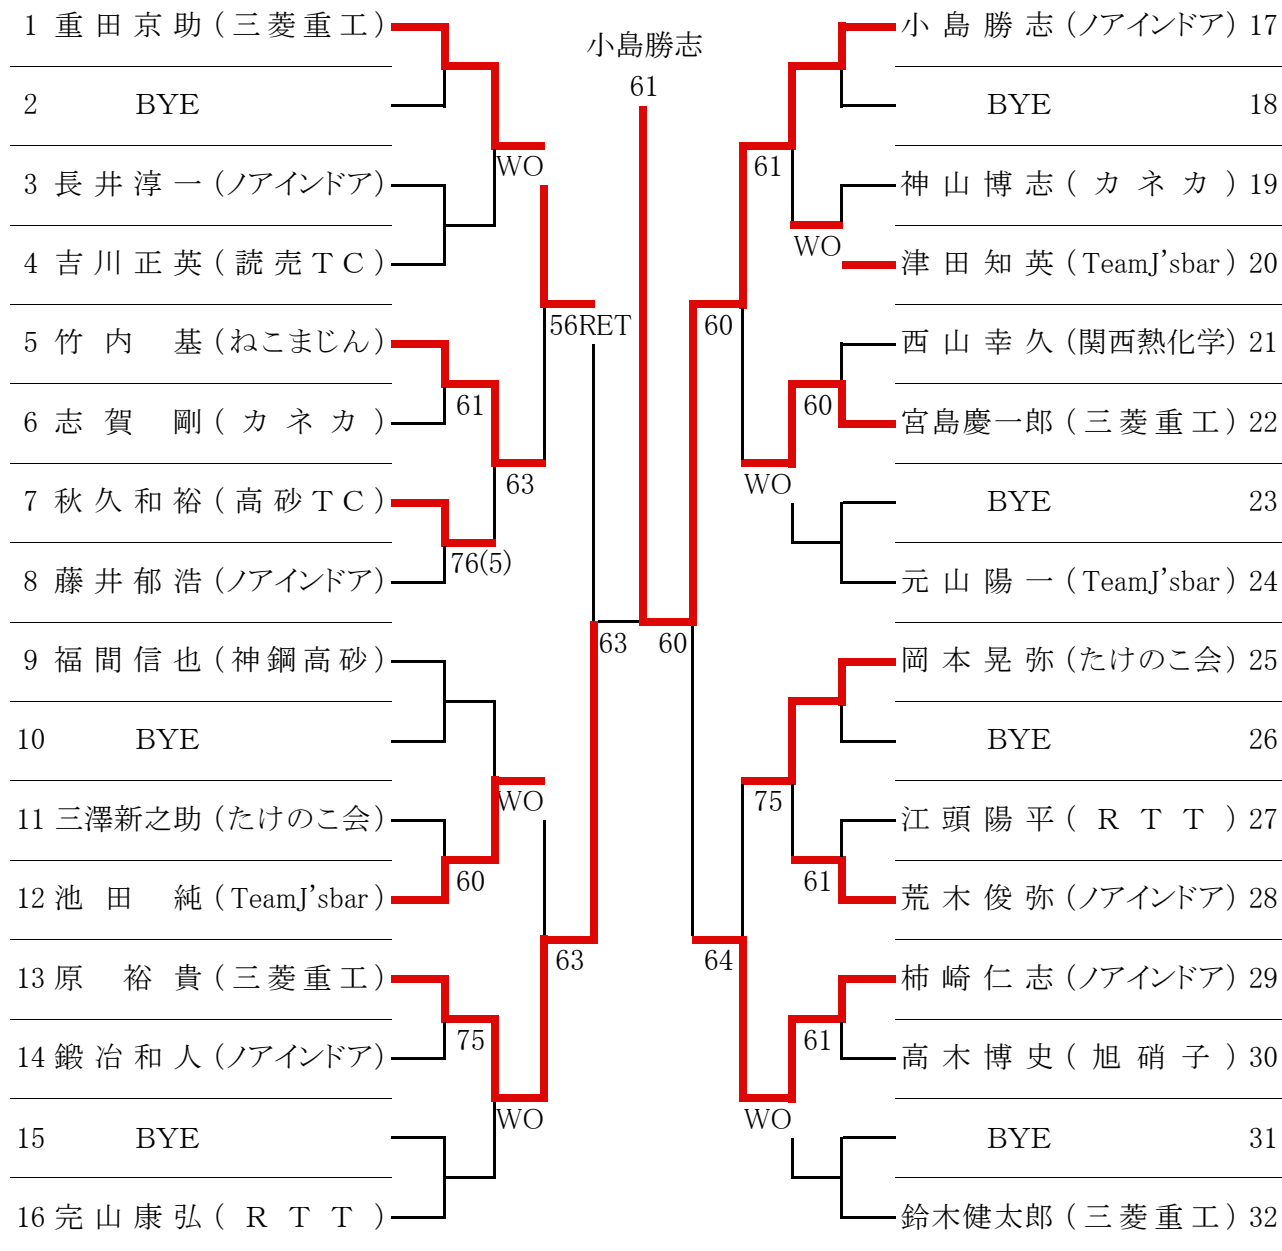 小島勝志
61
1 重田京助 (三菱重工)
2 BYE
3 長井淳一 (ノアインドア)
4 吉川正英 (読売TC)
5 竹内 基 (ねこまじん)
6 志賀 剛 (カネカ)
7 秋久和裕 (高砂TC)
8 藤井郁浩 (ノアインドア)
9 福間信也 (神鋼高砂)
10 BYE
11 三澤新之助 (たけのこ会)
12 池田 純 (TeamJ'sbar)
13 原 裕貴 (三菱重工)
14 鍛冶和人 (ノアインドア)
15 BYE
16 完山康弘 (RTT)
WO
56RET
61
63
76(5)
63
WO
60
63
75
WO
小島勝志 (ノアインドア) 17
BYE 18
神山博志 (カネカ) 19
津田知英 (TeamJ'sbar) 20
西山幸久 (関西熱化学) 21
宮島慶一郎 (三菱重工) 22
BYE 23
元山陽一 (TeamJ'sbar) 24
岡本晃弥 (たけのこ会) 25
BYE 26
江頭陽平 (RTT) 27
荒木俊弥 (ノアインドア) 28
柿崎仁志 (ノアインドア) 29
高木博史 (旭硝子) 30
BYE 31
鈴木健太郎 (三菱重工) 32
61
WO
60
60
WO
60
75
61
64
61
WO